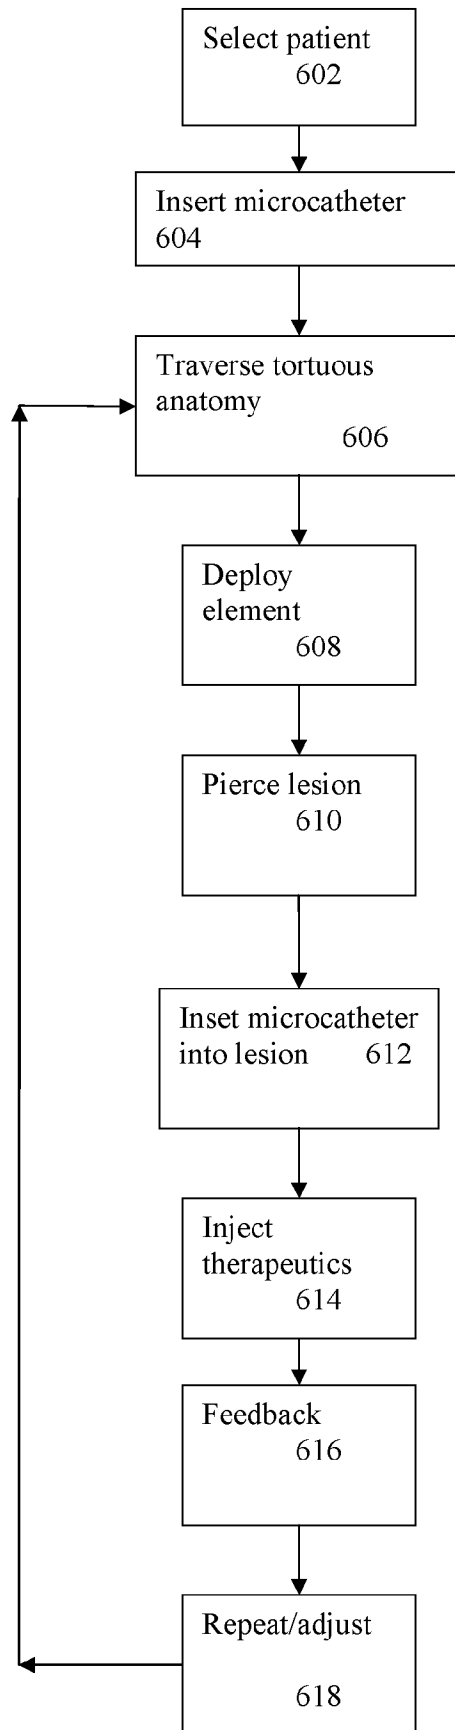 Select patient
602
Insert microcatheter
604
Traverse tortuous
anatomy
606
Deploy
element
608
Pierce lesion
610
Inset microcatheter
into lesion 612
Inject
therapeutics
614
Feedback
616
Repeat/adjust
618